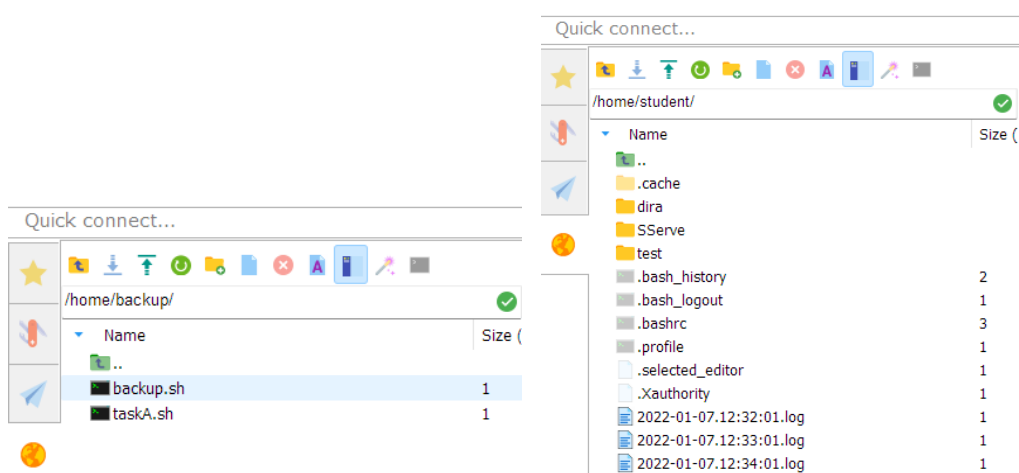 Quick connect...
/home/backup/
Name Size (
..
backup.sh 1
taskA.sh 1
Quick connect...
/home/student/
Name Size (
..
.cache
dira
SServe
test
.bash_history 2
.bash_logout 1
.bashrc 3
.profile 1
.selected_editor 1
.Xauthority 1
2022-01-07.12:32:01.log 1
2022-01-07.12:33:01.log 1
2022-01-07.12:34:01.log 1